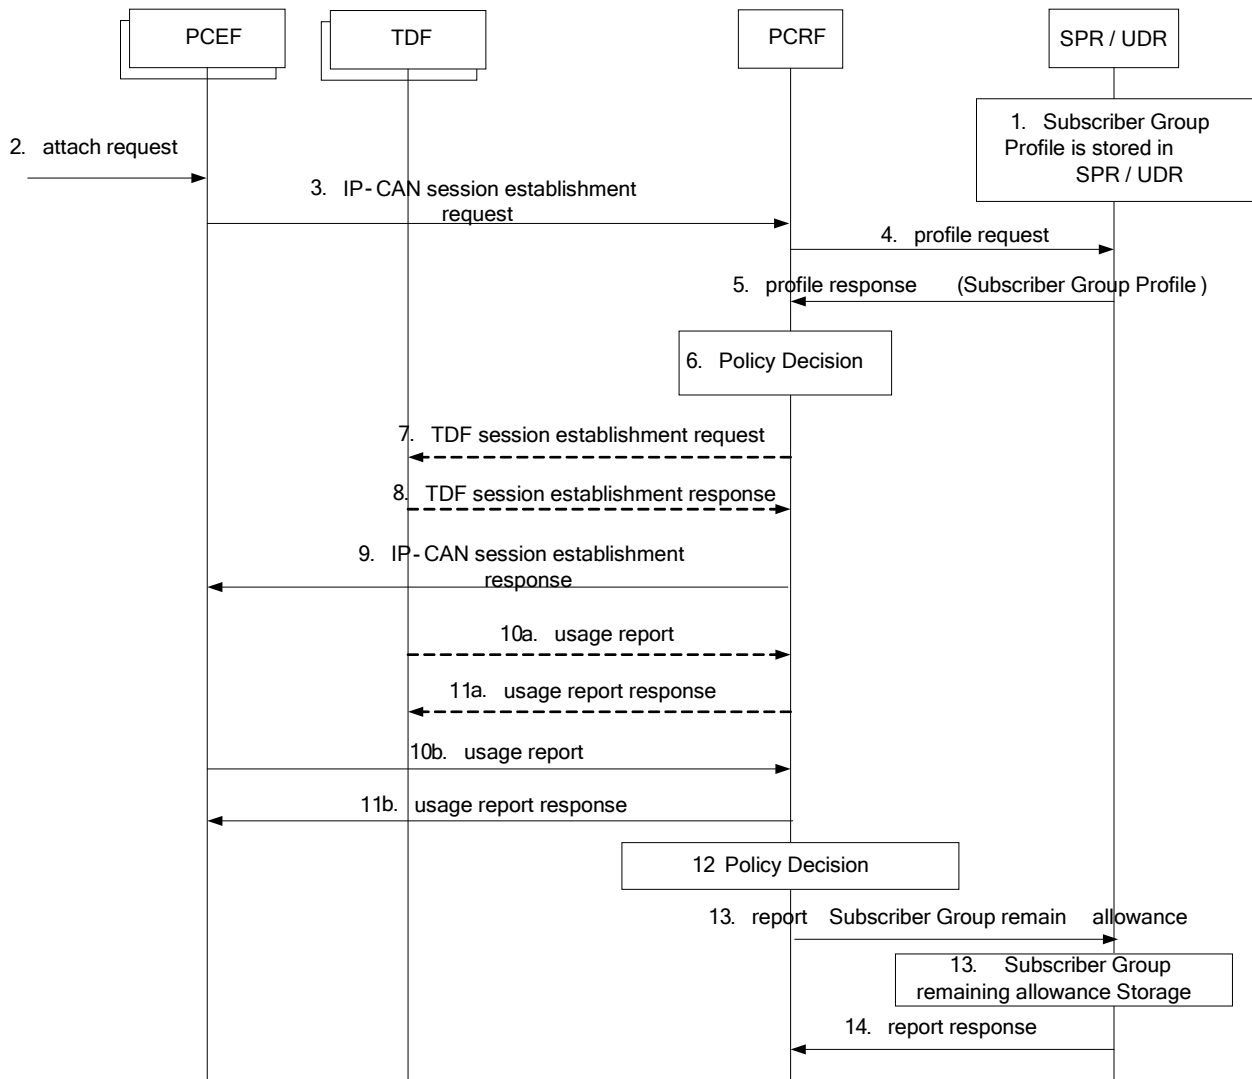 PCEF
TDF
PCRF
SPR / UDR
1. Subscriber Group
Profile is stored in
SPR / UDR
2. attach request
3. IP-CAN session establishment
request
4. profile request
5. profile response (Subscriber Group Profile )
6. Policy Decision
7. TDF session establishment request
8. TDF session establishment response
9. IP-CAN session establishment
response
10a. usage report
11a. usage report response
10b. usage report
11b. usage report response
12 Policy Decision
13. report Subscriber Group remain allowance
13. Subscriber Group
remaining allowance Storage
14. report response